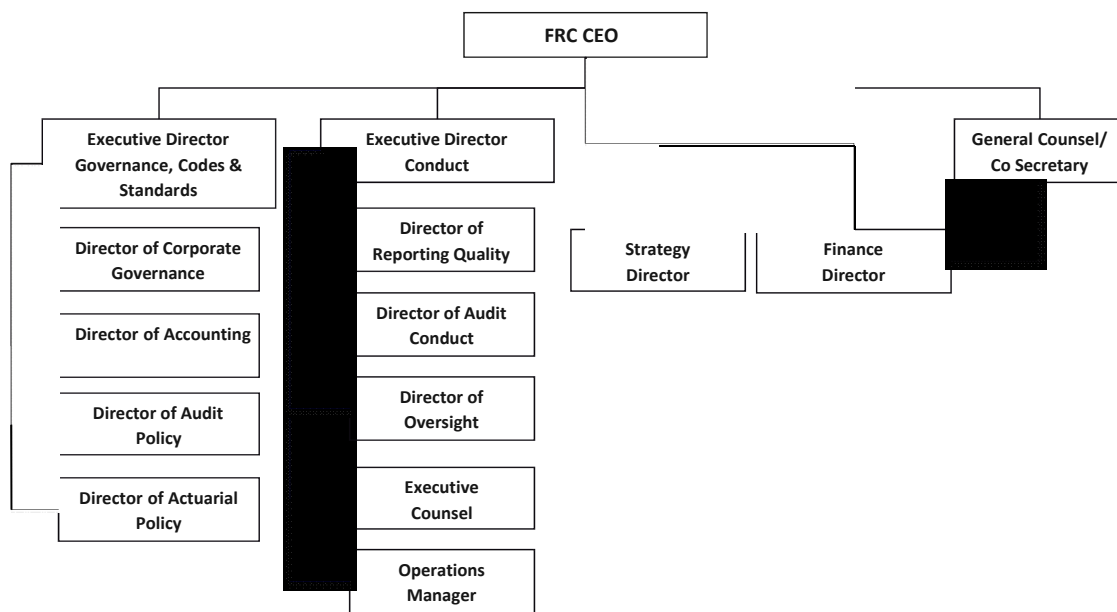 FRC CEO
Executive Director
Governance, Codes &
Standards
Executive Director
Conduct
General Counsel/
Co Secretary
Director of Corporate
Governance
Director of
Reporting Quality
Strategy
Director
Finance
Director
Director of Accounting
Director of Audit
Conduct
Director of Audit
Policy
Director of
Oversight
Director of Actuarial
Policy
Executive
Counsel
Operations
Manager